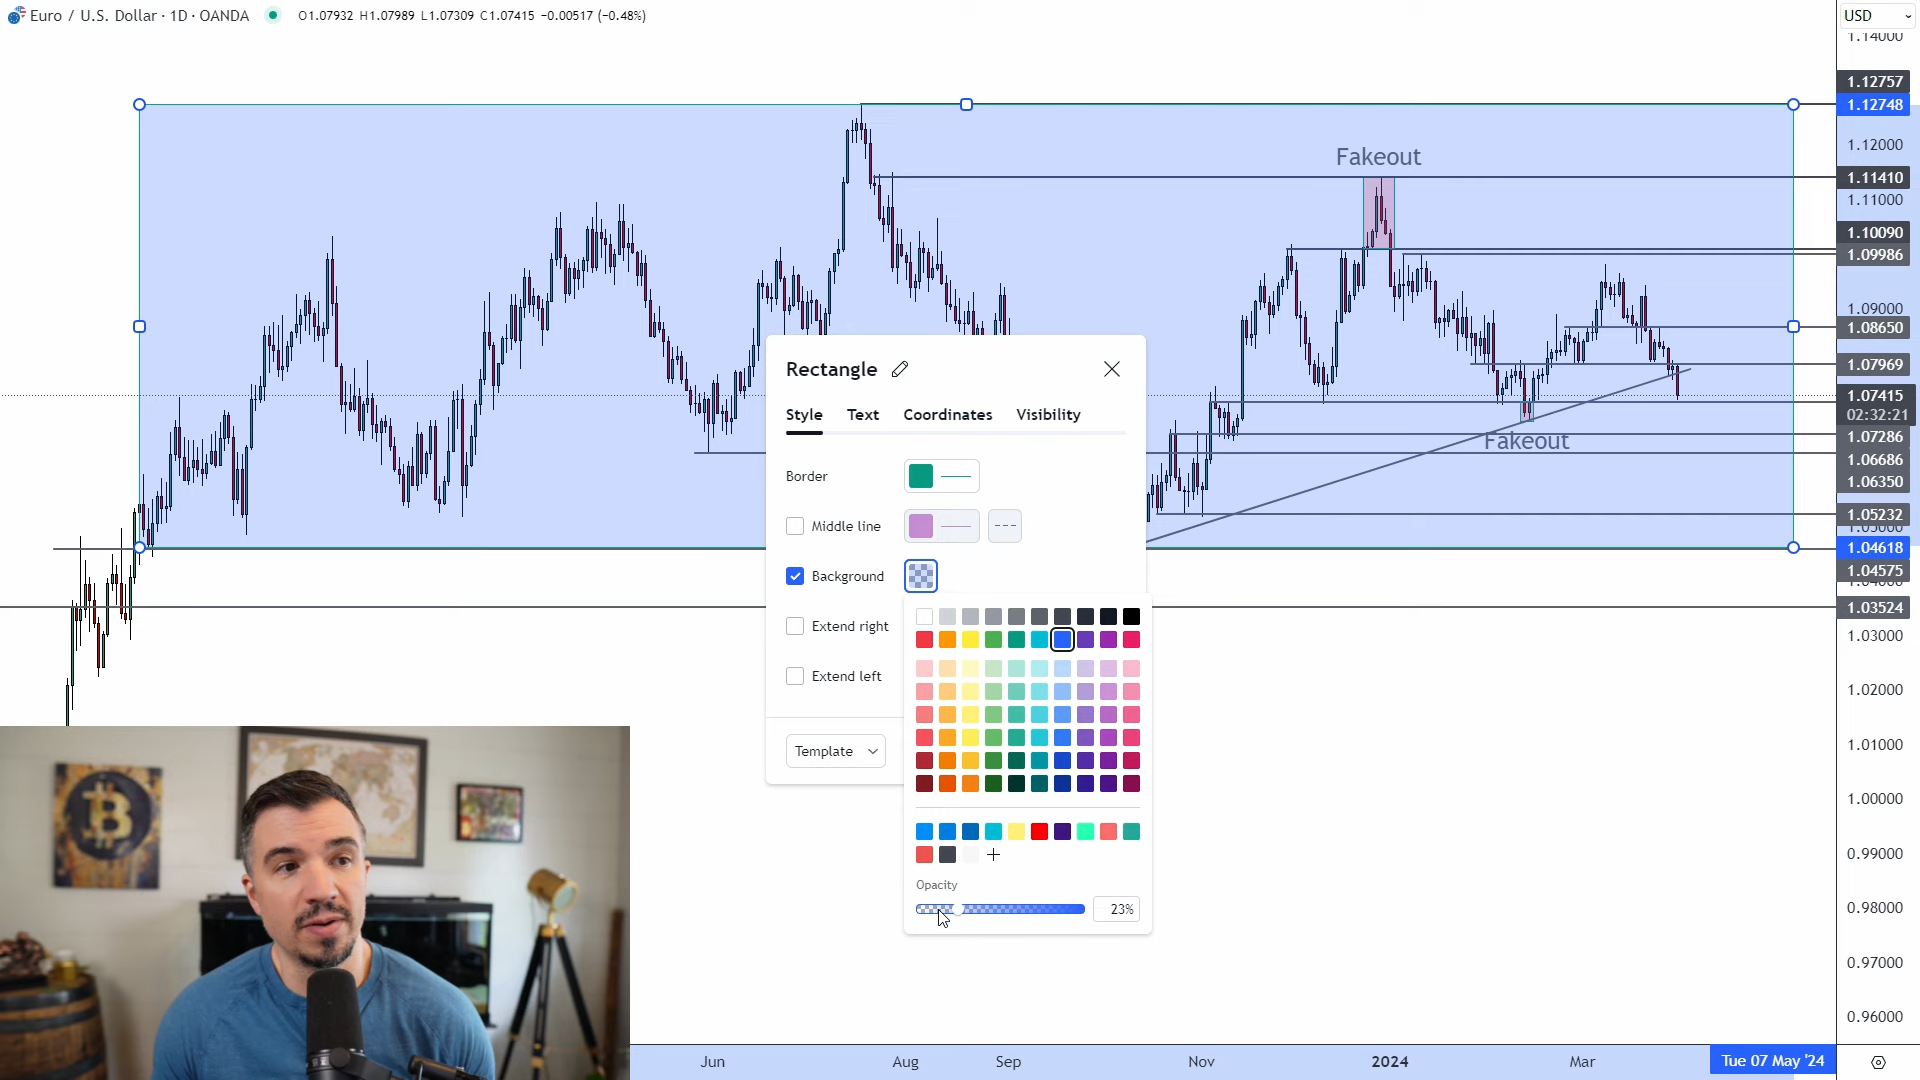 Euro / U.S. Dollar · 1D · OANDA
O1.07932 H1.07989 L1.07309 C1.07415 −0.00517 (−0.48%)
USD
1.14000
1.12757
1.12748
1.12000
1.11410
1.11000
1.10090
1.09986
1.09000
1.08650
1.07969
1.07415
02:32:21
1.07286
1.06686
1.06350
1.05232
1.05000
1.04618
1.04575
1.04000
1.03524
1.03000
1.02000
1.01000
1.00000
0.99000
0.98000
0.97000
0.96000
Fakeout
Fakeout
Rectangle
Style
Text
Coordinates
Visibility
Border
Middle line
Background
Extend right
Extend left
Template
Opacity
23%
Jun
Aug
Sep
Nov
2024
Mar
Tue 07 May '24